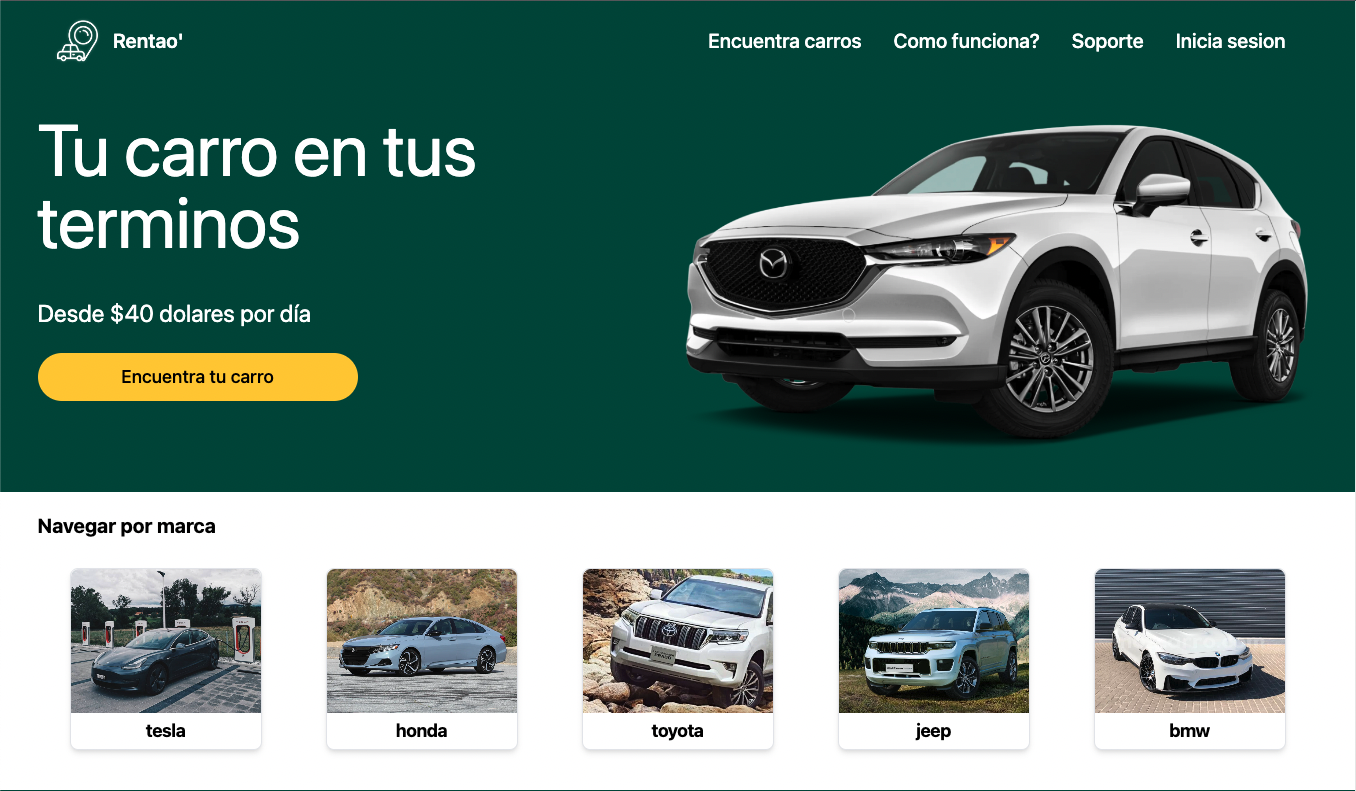 Rentao'
Encuentra carros
Como funciona?
Soporte
Inicia sesion
Tu carro en tus
terminos
Desde $40 dolares por día
Encuentra tu carro
Navegar por marca
tesla
honda
toyota
jeep
bmw